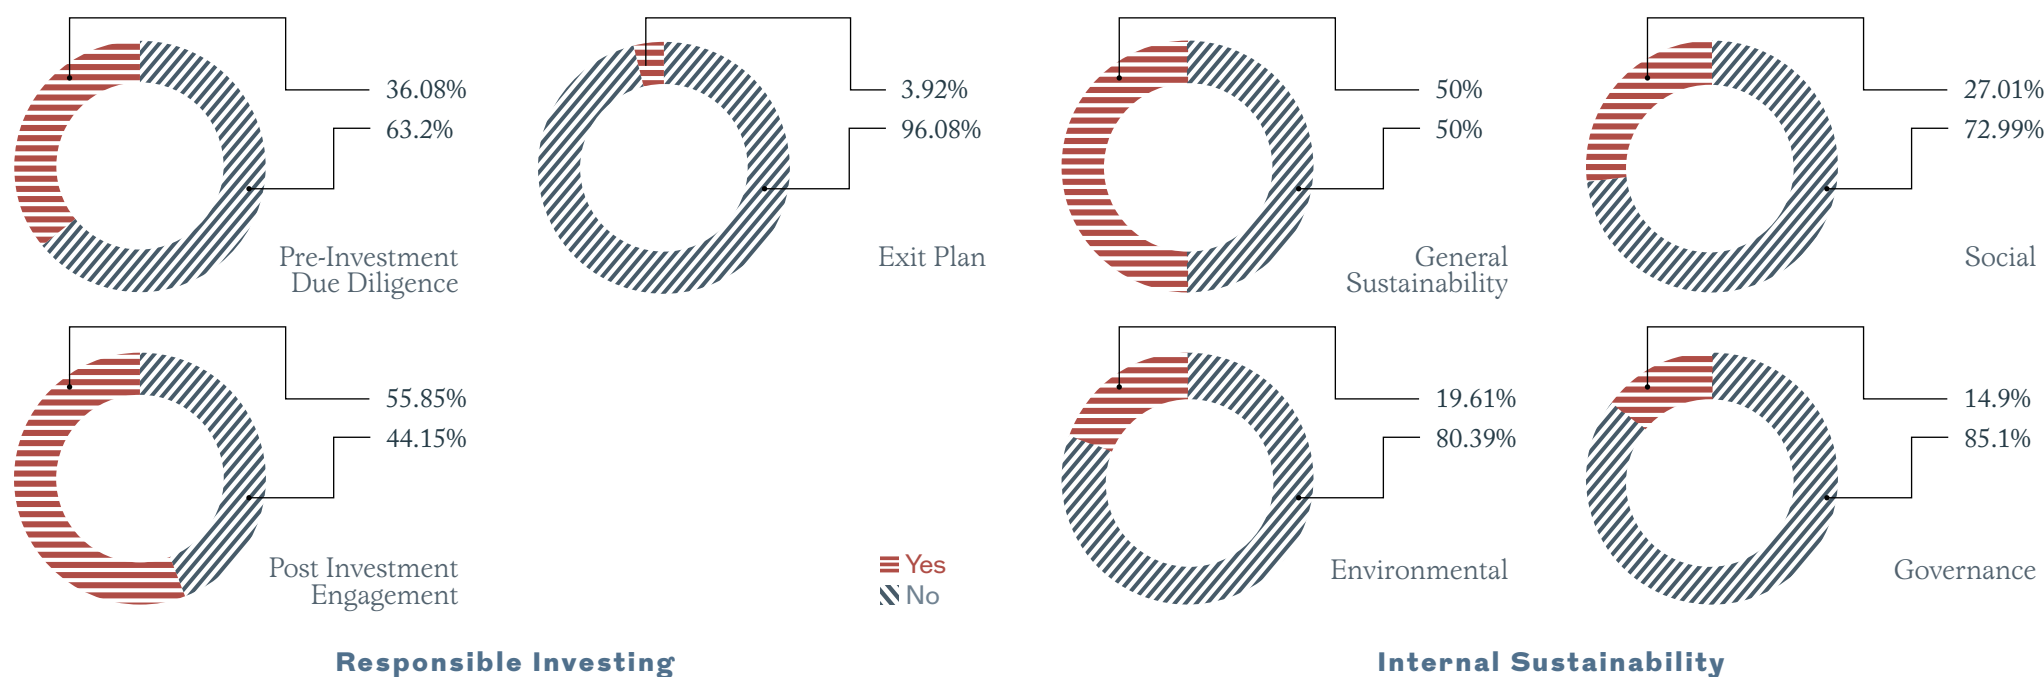 36.08%
63.2%
Pre-Investment
Due Diligence
3.92%
96.08%
Exit Plan
50%
50%
General
Sustainability
27.01%
72.99%
Social
55.85%
44.15%
Post Investment
Engagement
Yes
No
19.61%
80.39%
Environmental
14.9%
85.1%
Governance
Responsible Investing
Internal Sustainability